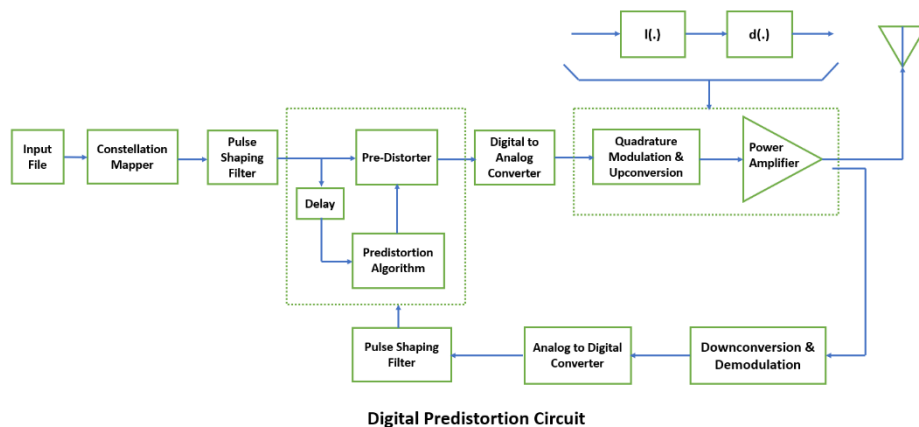 I(.)
d(.)
Input
File
Constellation
Mapper
Pulse
Shaping
Filter
Pre-Distorter
Delay
Predistortion
Algorithm
Digital to
Analog
Converter
Quadrature
Modulation &
Upconversion
Power
Amplifier
Pulse Shaping
Filter
Analog to Digital
Converter
Downconversion &
Demodulation
Digital Predistortion Circuit